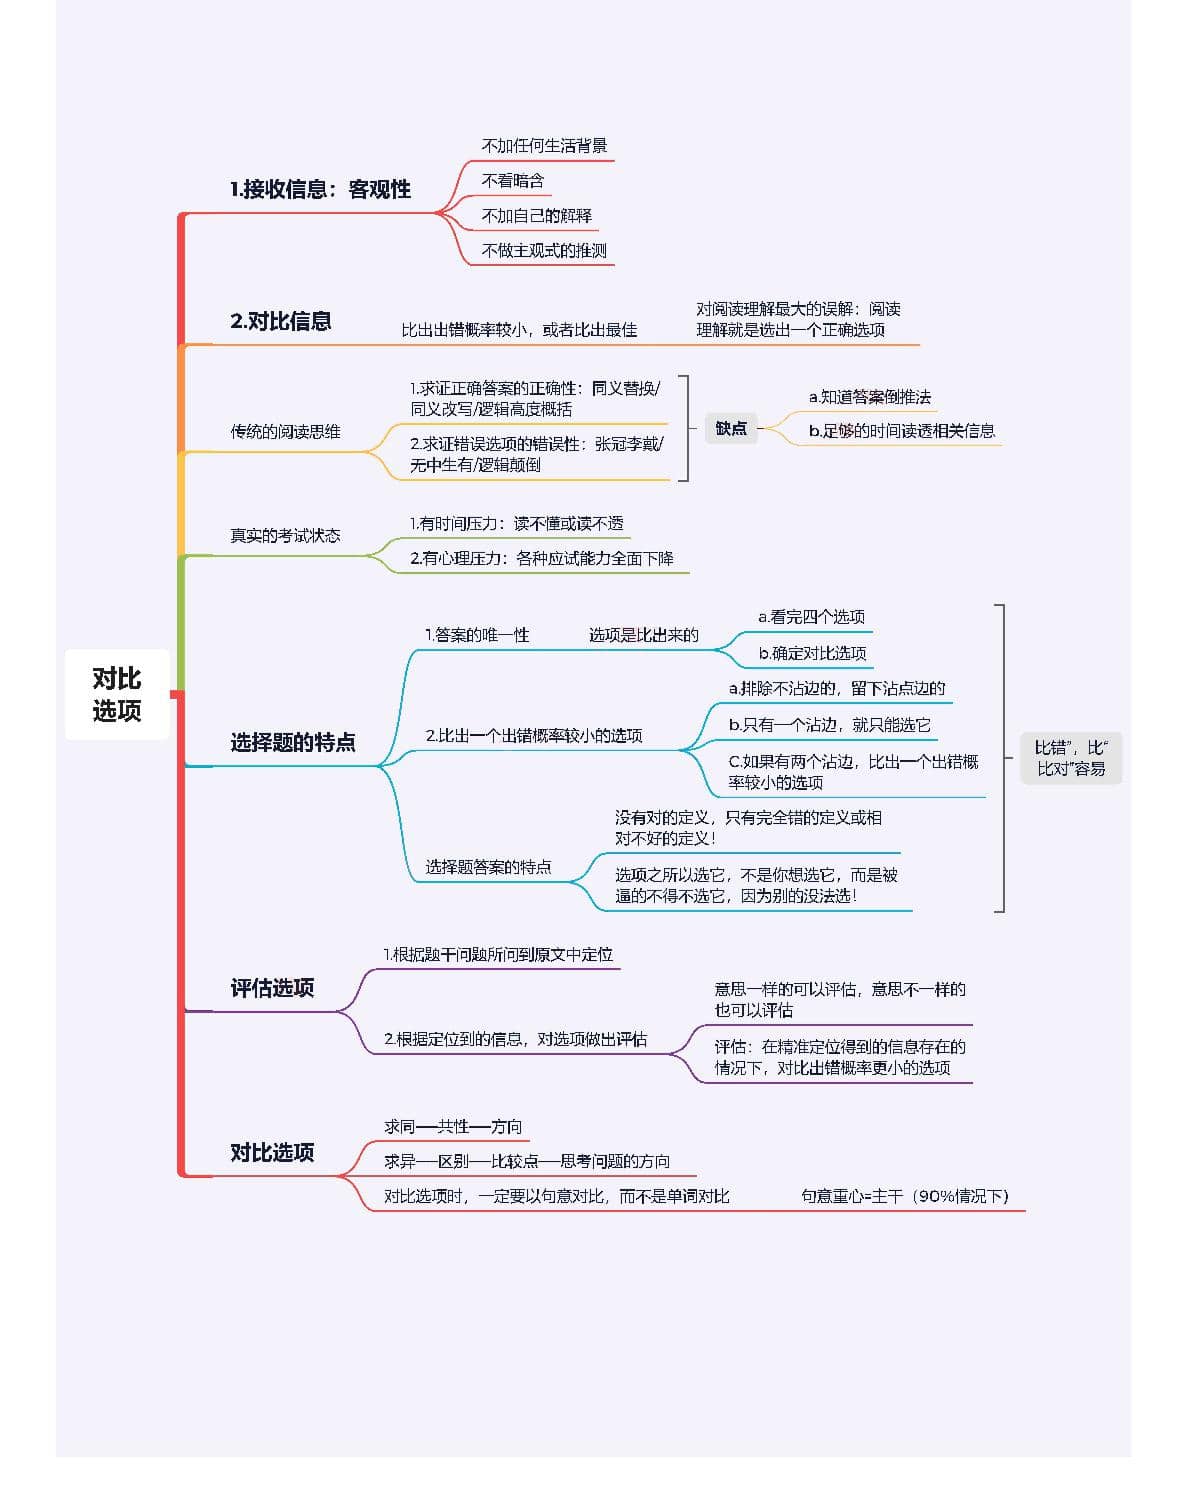 不加任何生活背景
1.接收信息：客观性
不看暗含
不加自己的解释
不做主观式的推测
2.对比信息
比出出错概率较小，或者比出最佳
对阅读理解最大的误解：阅读
理解就是选出一个正确选项
传统的阅读思维
1.求证正确答案的正确性：同义替换/
同义改写/逻辑高度概括
2.求证错误选项的错误性：张冠李戴/
无中生有/逻辑颠倒
缺点
a.知道答案倒推法
b.足够的时间读透相关信息
真实的考试状态
1.有时间压力：读不懂或读不透
2.有心理压力：各种应试能力全面下降
对比
选项
选择题的特点
1.答案的唯一性
选项是比出来的
a.看完四个选项
b.确定对比选项
2.比出一个出错概率较小的选项
a.排除不沾边的，留下沾点边的
b.只有一个沾边，就只能选它
C.如果有两个沾边，比出一个出错概
率较小的选项
选择题答案的特点
没有对的定义，只有完全错的定义或相
对不好的定义！
选项之所以选它，不是你想选它，而是被
逼的不得不选它，因为别的没法选！
比错”，比“
比对”容易
评估选项
1.根据题干问题所问到原文中定位
2.根据定位到的信息，对选项做出评估
意思一样的可以评估，意思不一样的
也可以评估
评估：在精准定位得到的信息存在的
情况下，对比出错概率更小的选项
对比选项
求同——共性——方向
求异——区别——比较点——思考问题的方向
对比选项时，一定要以句意对比，而不是单词对比
句意重心=主干（90%情况下）